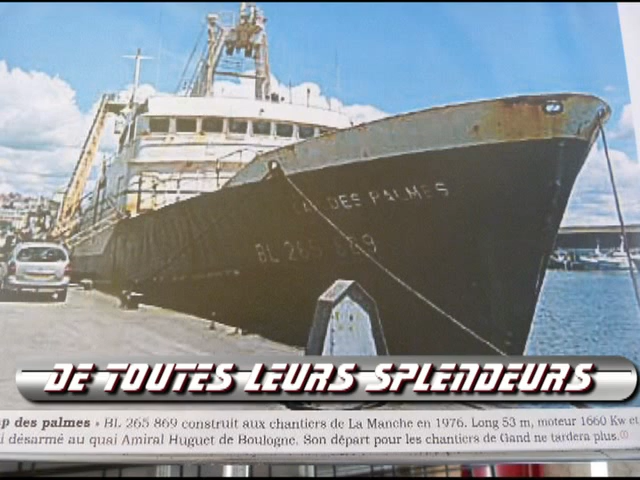 DES PALMES
BL 265 869
DE TOUTES LEURS SPLENDEURS
p des palmes • BL 265 869 construit aux chantiers de La Manche en 1976. Long 53 m, moteur 1660 Kw et
i désarmé au quai Amiral Huguet de Boulogne. Son départ pour les chantiers de Gand ne tardera plus.